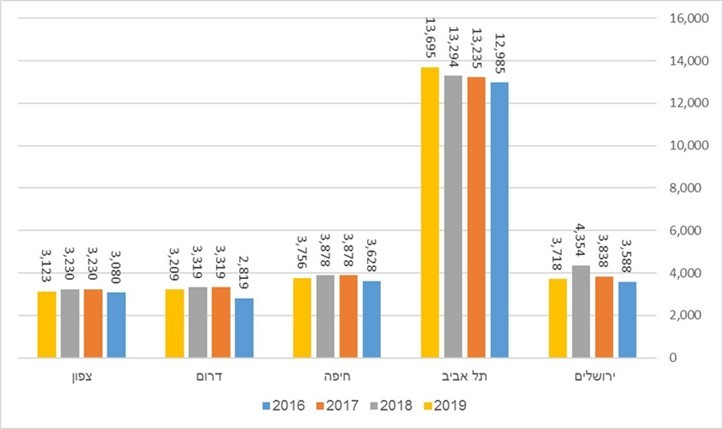 16,000
14,000
12,000
10,000
8,000
6,000
4,000
2,000
0
3,718 4,354 3,838 3,588
13,695 13,294 13,235 12,985
3,756 3,878 3,878 3,628
3,209 3,319 3,319 2,819
3,123 3,230 3,230 3,080
ירושלים תל אביב חיפה דרום צפון
2016 2017 2018 2019